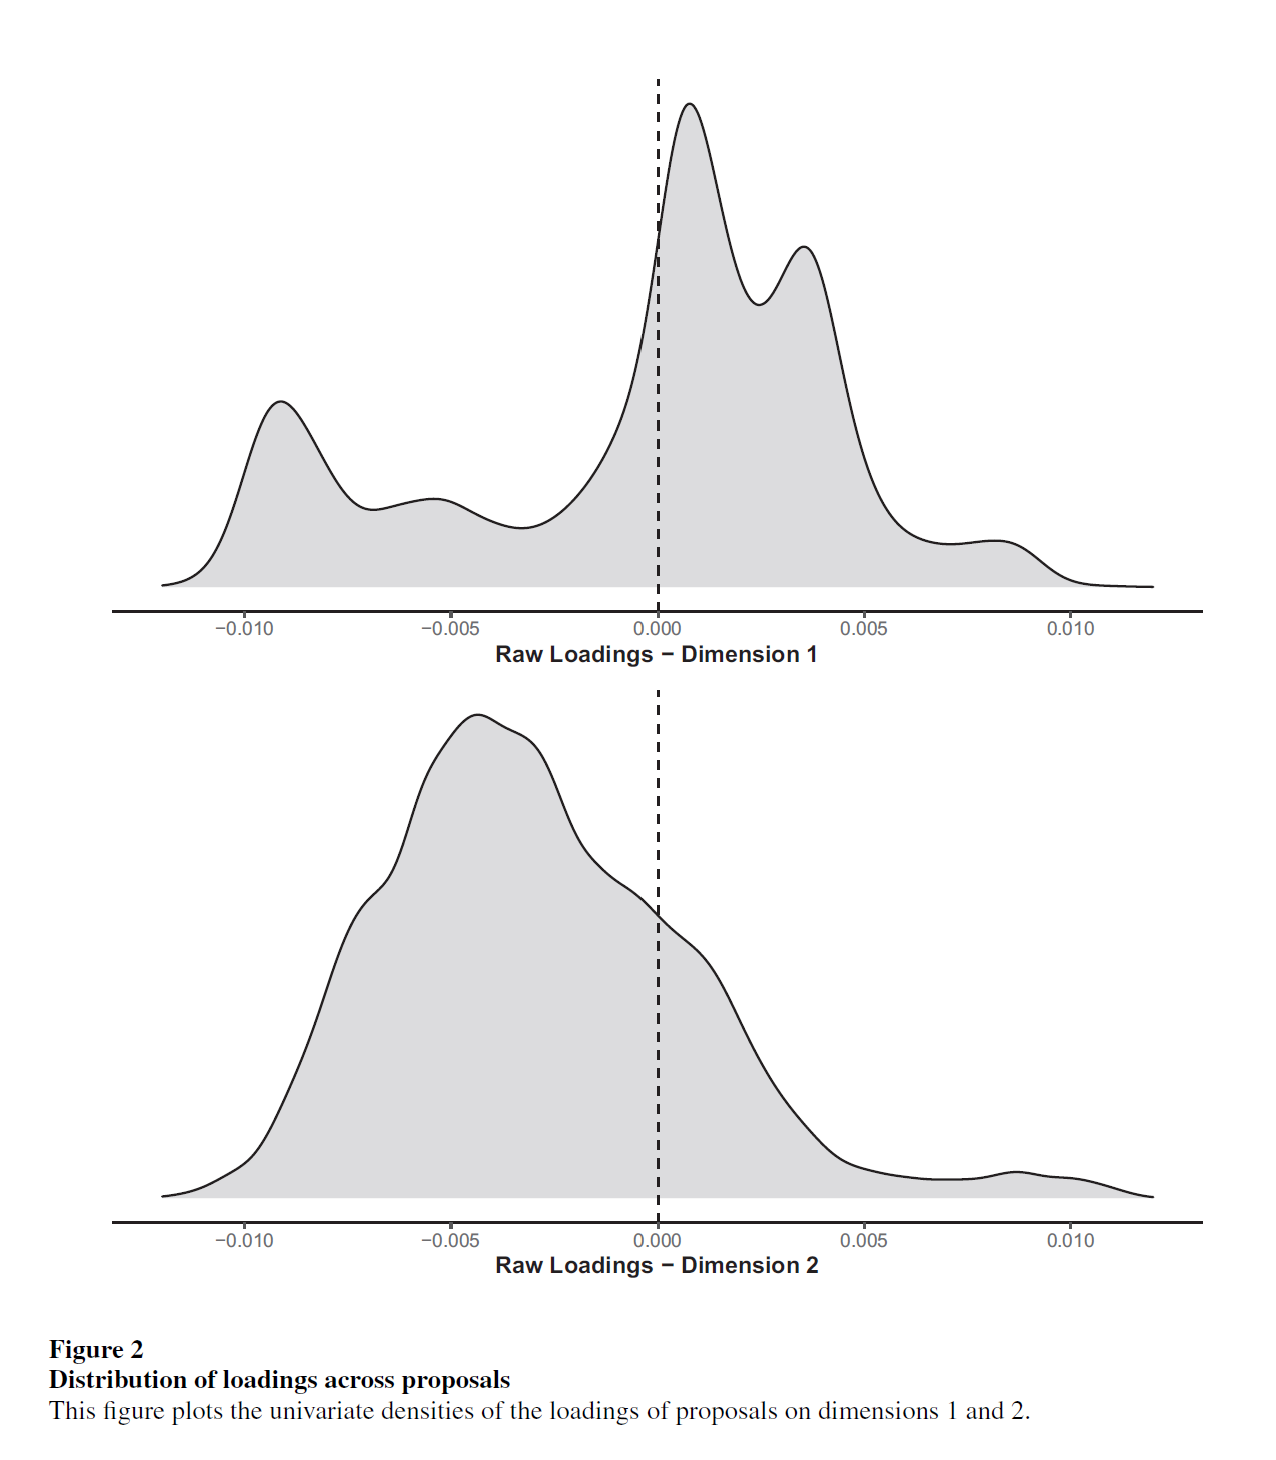 −0.010 −0.005 0.000 0.005 0.010
Raw Loadings − Dimension 1
−0.010 −0.005 0.000 0.005 0.010
Raw Loadings − Dimension 2
Figure 2
Distribution of loadings across proposals
This figure plots the univariate densities of the loadings of proposals on dimensions 1 and 2.